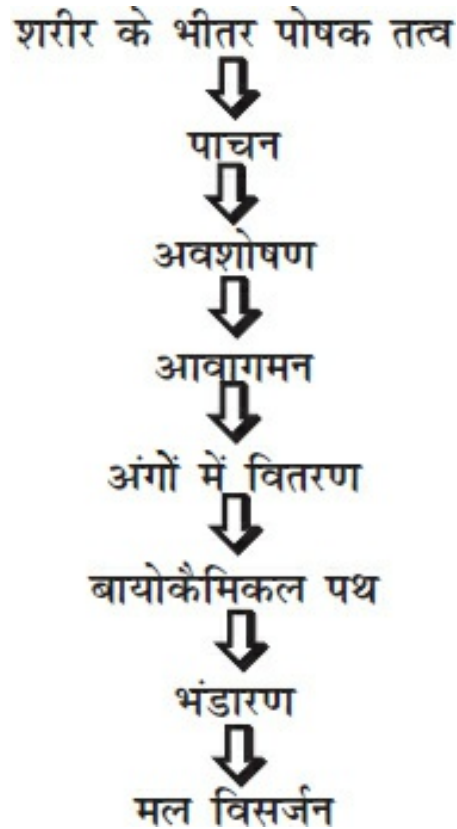 शरीर के भीतर पोषक तत्व
पाचन
अवशोषण
आवागमन
अंगों में वितरण
बायोकैमिकल पथ
भंडारण
मल विसर्जन